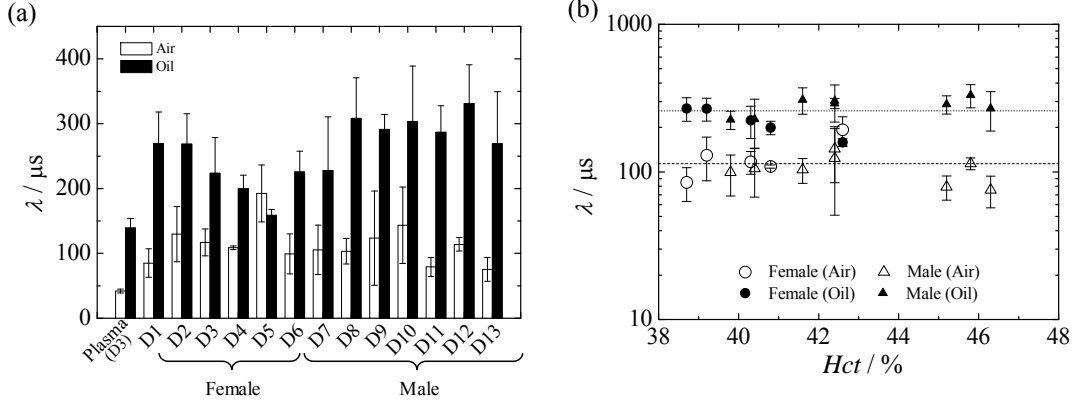 (a)
λ / μs
400
300
200
100
0
Air
Oil
Plasma
(D3)
D1
D2
D3
D4
D5
D6
D7
D8
D9
D10
D11
D12
D13
Female
Male
(b)
λ / μs
1000
100
10
Female (Air)
Male (Air)
Female (Oil)
Male (Oil)
38
40
42
44
46
48
Hct / %